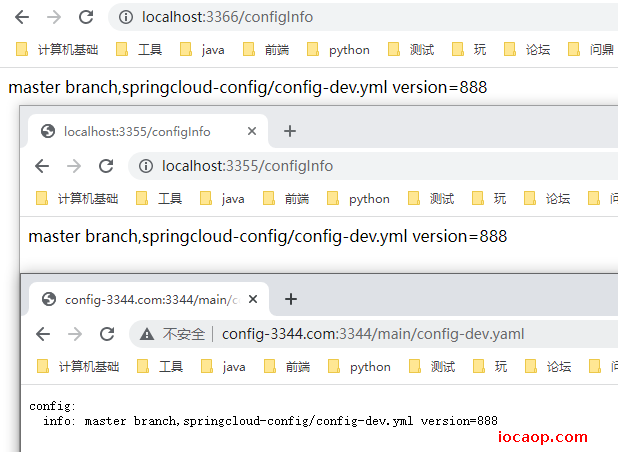 localhost:3366/configInfo
计算机基础 工具 java 前端 python 测试 玩 论坛 问鼎
master branch,springcloud-config/config-dev.yml version=888
localhost:3355/configInfo
localhost:3355/configInfo
计算机基础 工具 java 前端 python 测试 玩 论坛
master branch,springcloud-config/config-dev.yml version=888
config-3344.com:3344/main/c
不安全 | config-3344.com:3344/main/config-dev.yaml
计算机基础 工具 java 前端 python 测试 玩 论坛
config:
info: master branch,springcloud-config/config-dev.yml version=888
iocaop.com